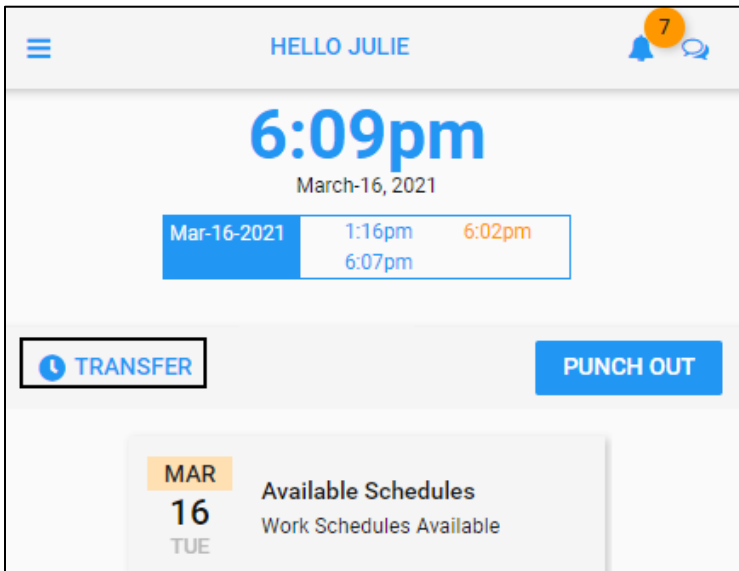 HELLO JULIE
7
6:09pm
March-16, 2021
Mar-16-2021 1:16pm 6:02pm
6:07pm
TRANSFER
PUNCH OUT
MAR
16
TUE
Available Schedules
Work Schedules Available